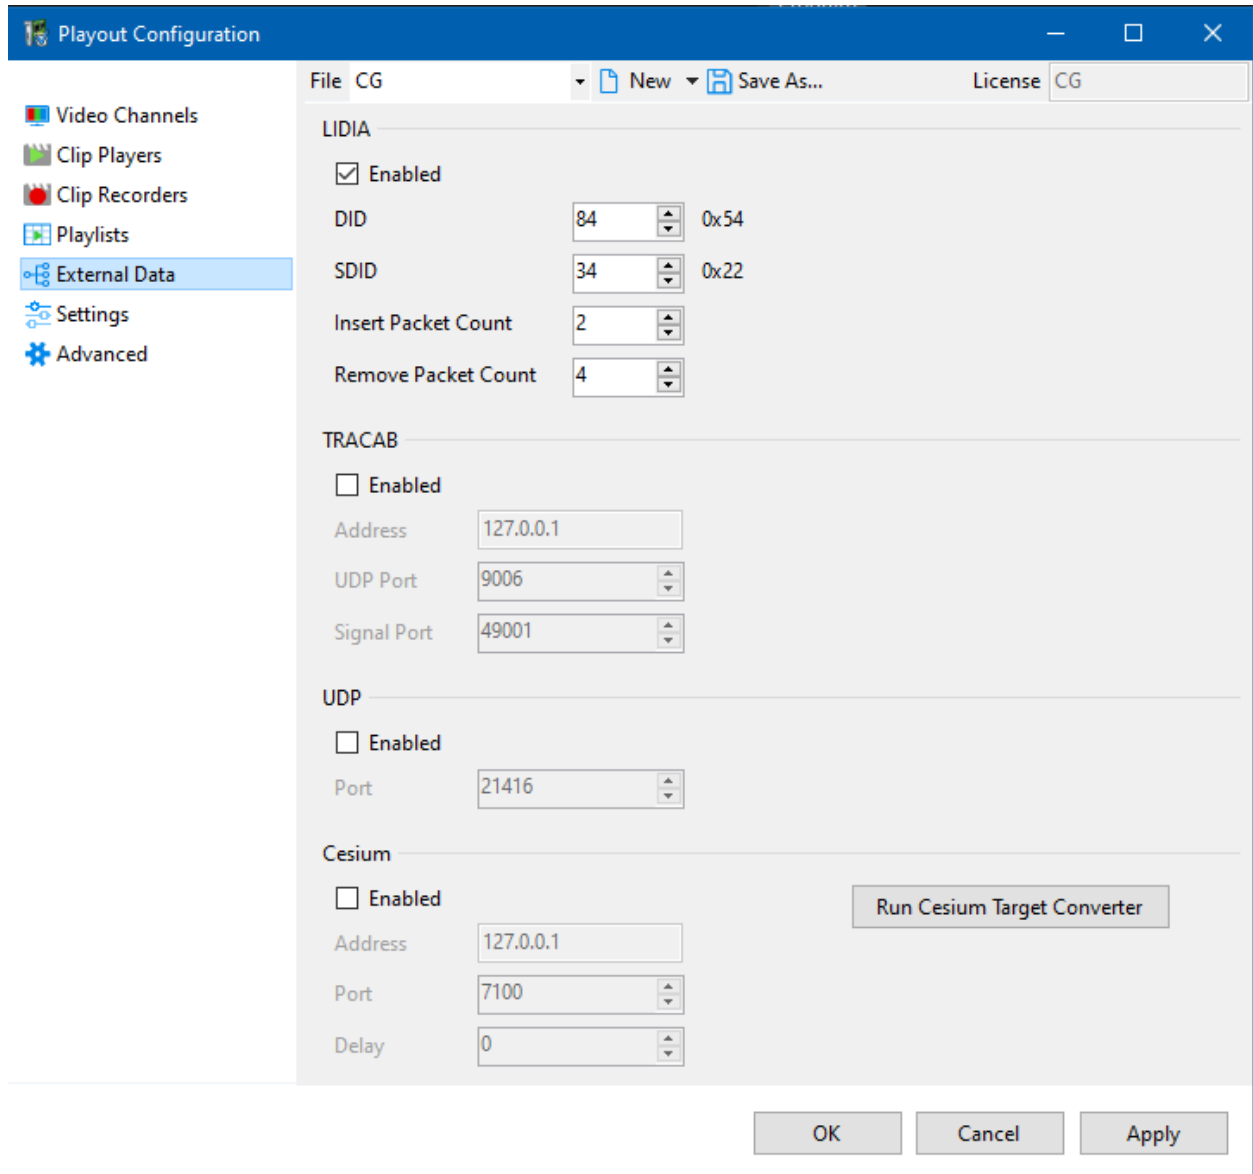 Playout Configuration
File CG New Save As... License CG
Video Channels
Clip Players
Clip Recorders
Playlists
External Data
Settings
Advanced
LIDIA
Enabled
DID 84 0x54
SDID 34 0x22
Insert Packet Count 2
Remove Packet Count 4
TRACAB
Enabled
Address 127.0.0.1
UDP Port 9006
Signal Port 49001
UDP
Enabled
Port 21416
Cesium
Enabled Run Cesium Target Converter
Address 127.0.0.1
Port 7100
Delay 0
OK Cancel Apply